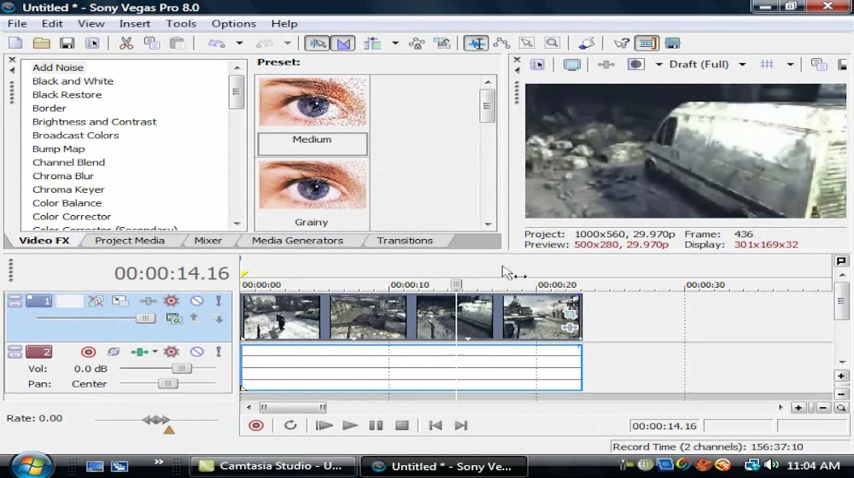 Untitled * - Sony Vegas Pro 8.0
File Edit View Insert Tools Options Help
Add Noise
Black and White
Black Restore
Border
Brightness and Contrast
Broadcast Colors
Bump Map
Channel Blend
Chroma Blur
Chroma Keyer
Color Balance
Color Corrector
Color Corrector (Secondary)
Preset:
Medium
Grainy
Draft (Full)
Project: 1000x560, 29.970p Frame: 436
Preview: 500x280, 29.970p Display: 301x169x32
Video FX Project Media Mixer Media Generators Transitions
00:00:14.16
00:00:00 00:00:10 00:00:20 00:00:30
1
2
Vol: 0.0 dB
Pan: Center
Rate: 0.00
00:00:14.16
Record Time (2 channels): 156:37:10
Camtasia Studio - U...
Untitled * - Sony Ve...
11:04 AM